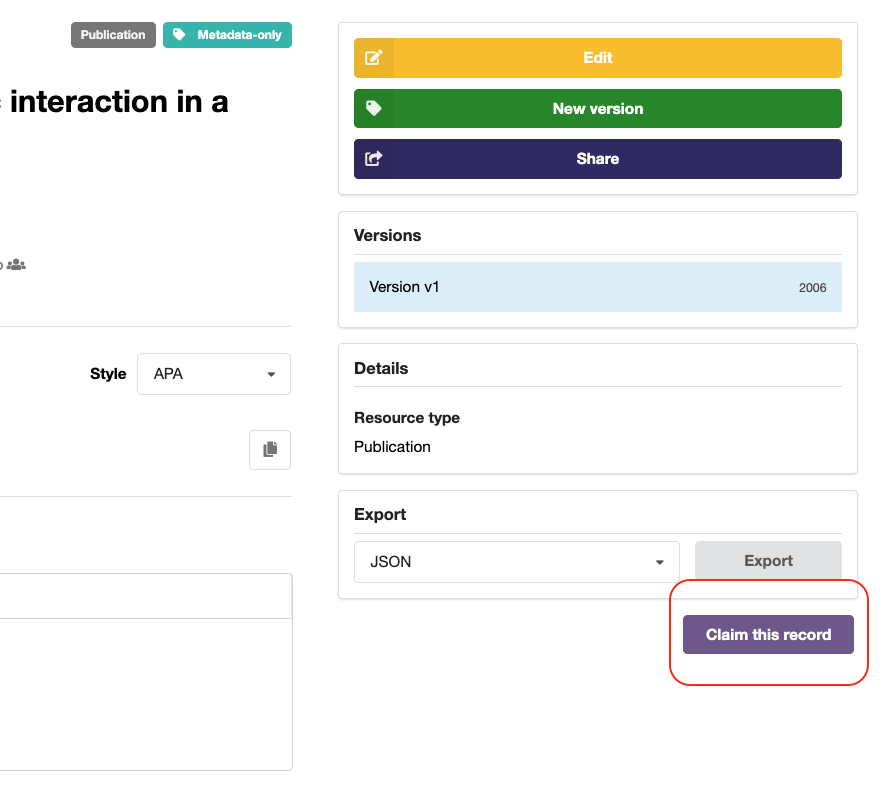 Publication
Metadata-only
interaction in a
Style
APA
Edit
New version
Share
Versions
Version v1
2006
Details
Resource type
Publication
Export
JSON
Export
Claim this record